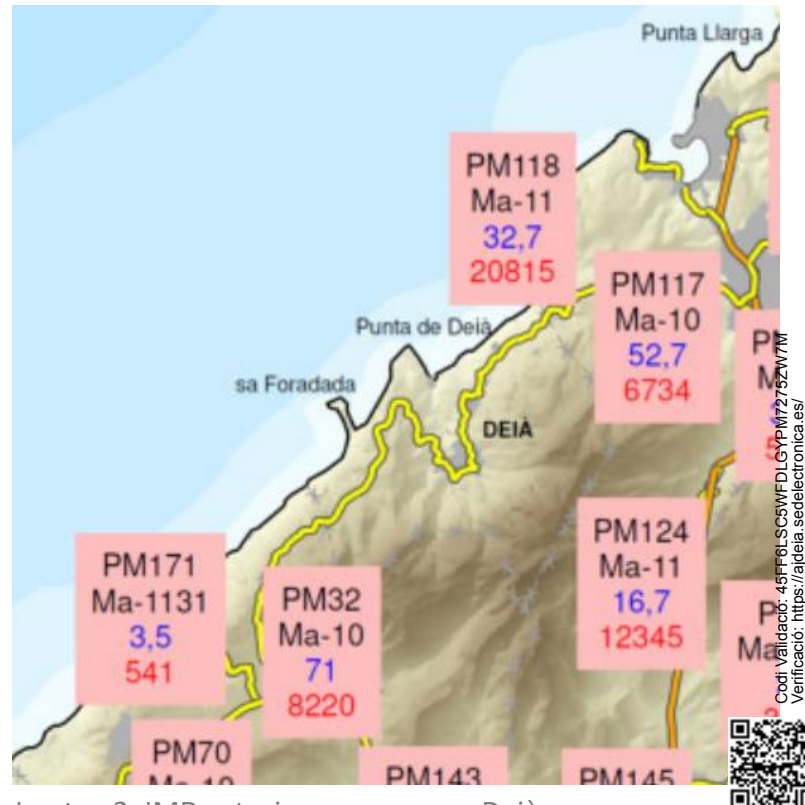 Punta Llarga
PM118
Ma-11
32,7
20815
PM117
Ma-10
52,7
6734
Punta de Deià
sa Foradada
DEIÀ
PM124
Ma-11
16,7
12345
PM171
Ma-1131
3,5
541
PM32
Ma-10
71
8220
PM70
PM143
PM145
Codi Validació: 45FF6LSC5WFDLGYPM7275ZW7M
Verificació: https://ajdeia.sedelectronica.es/